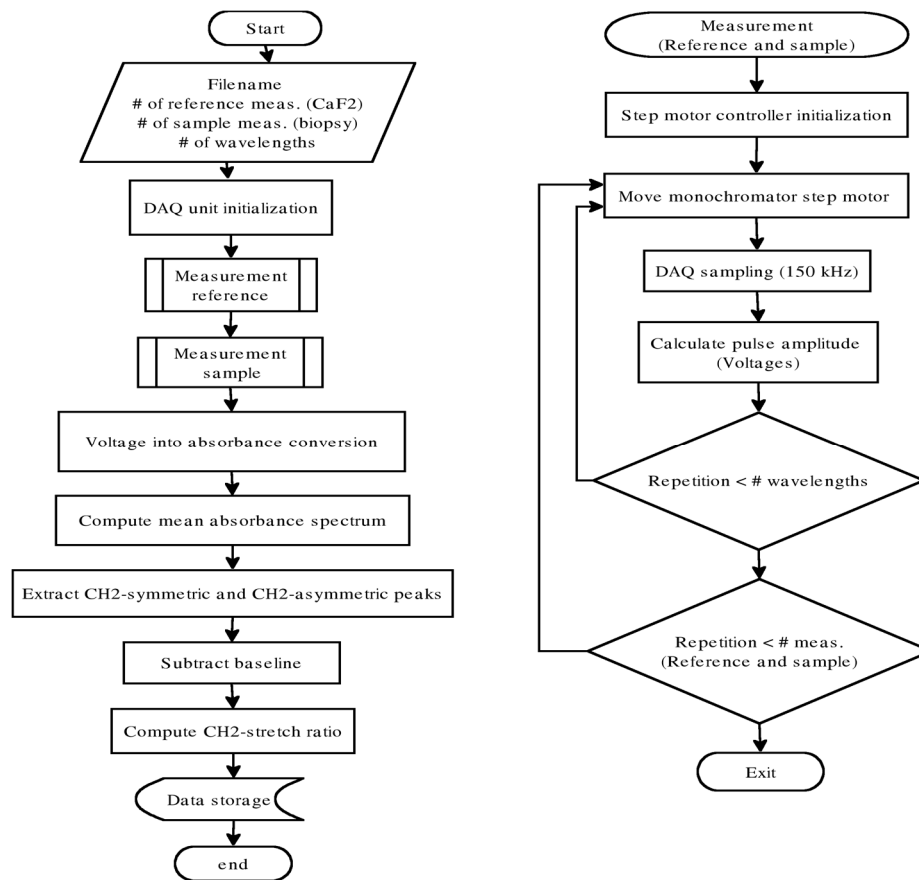 Start
Filename
# of reference meas. (CaF2)
# of sample meas. (biopsy)
# of wavelengths
DAQ unit initialization
Measurement
reference
Measurement
sample
Voltage into absorbance conversion
Compute mean absorbance spectrum
Extract CH2-symmetric and CH2-asymmetric peaks
Subtract baseline
Compute CH2-stretch ratio
Data storage
end
Measurement
(Reference and sample)
Step motor controller initialization
Move monochromator step motor
DAQ sampling (150 kHz)
Calculate pulse amplitude
(Voltages)
Repetition < # wavelengths
Repetition < # meas.
(Reference and sample)
Exit